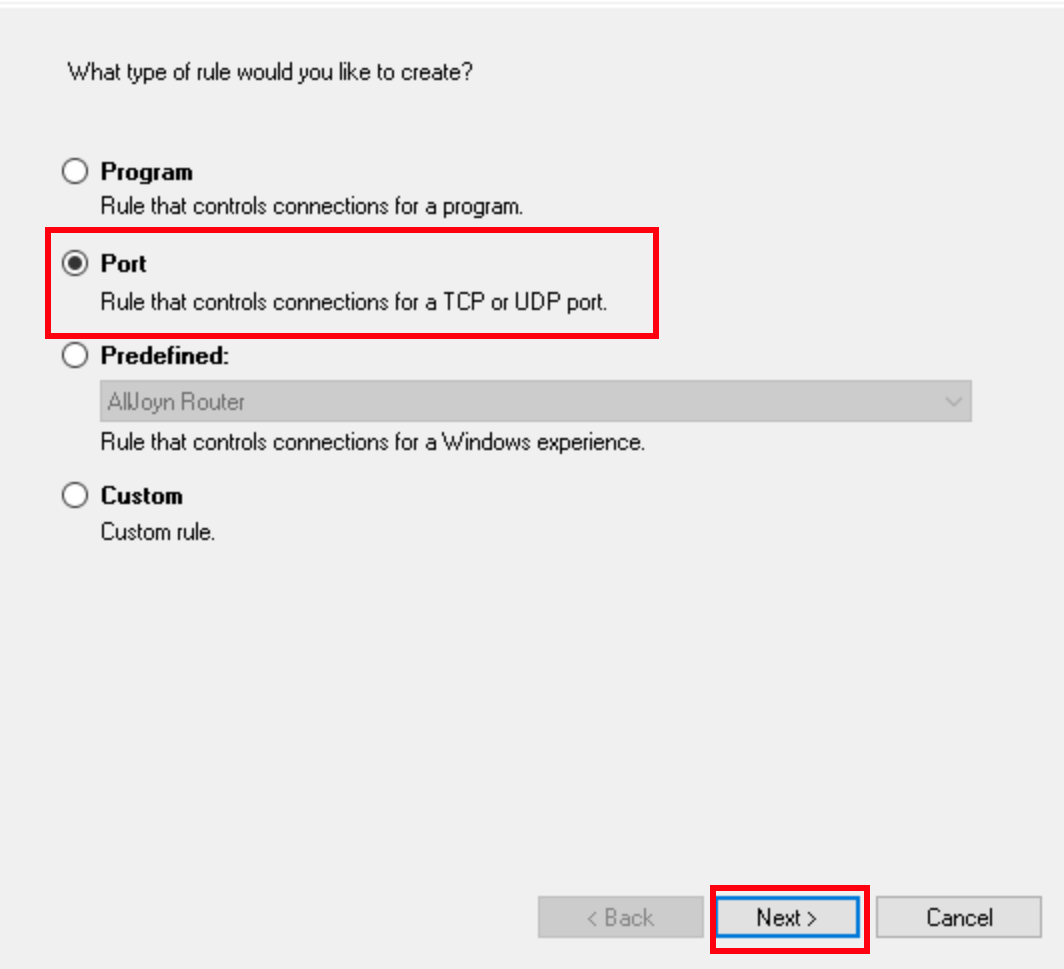 What type of rule would you like to create?
Program
Rule that controls connections for a program.
Port
Rule that controls connections for a TCP or UDP port.
Predefined:
AllJoyn Router
Rule that controls connections for a Windows experience.
Custom
Custom rule.
< Back
Next >
Cancel